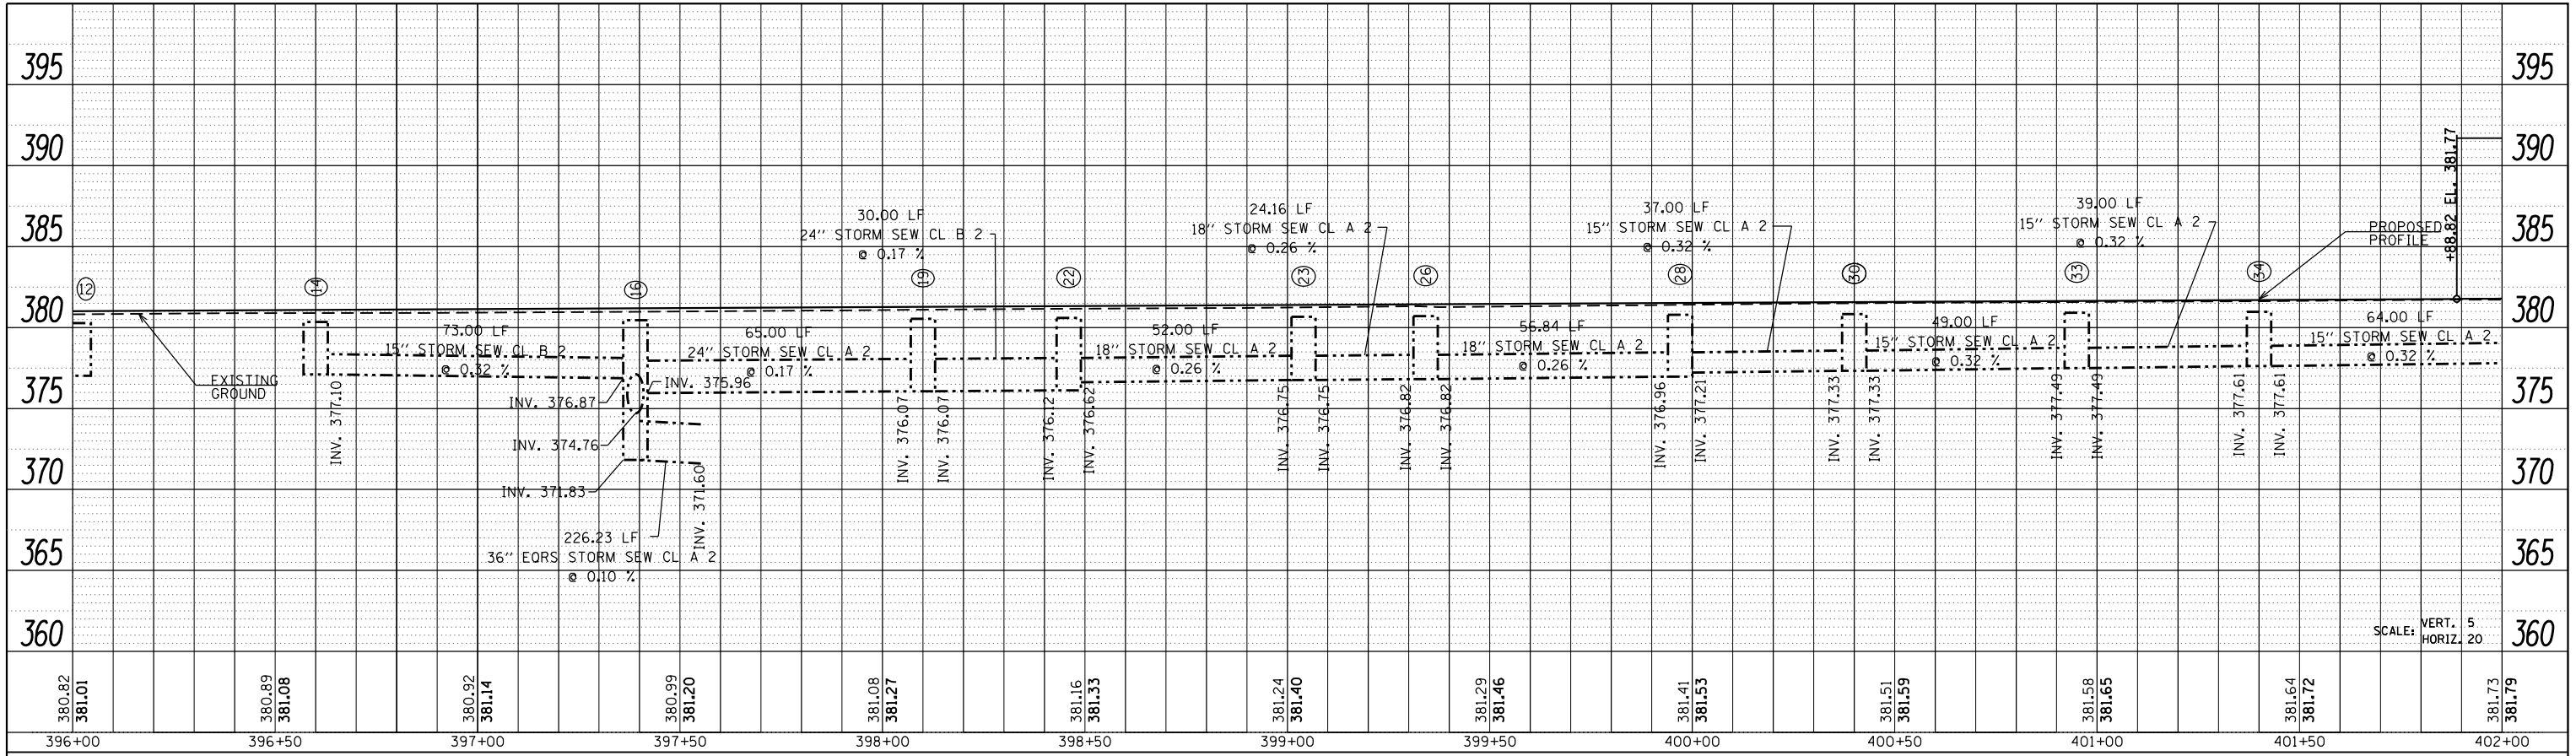 395
395
390
390
385
385
380
380
375
375
370
370
365
365
360
360
+88.82 EL. 381.77
30.00 LF
24'' STORM SEW CL B 2
@ 0.17 %
24.16 LF
18'' STORM SEW CL A 2
@ 0.26 %
37.00 LF
15'' STORM SEW CL A 2
@ 0.32 %
39.00 LF
15'' STORM SEW CL A 2
@ 0.32 %
PROPOSED
PROFILE
12
14
16
19
22
23
26
28
30
33
34
73.00 LF
15'' STORM SEW CL B 2
@ 0.32 %
65.00 LF
24'' STORM SEW CL A 2
@ 0.17 %
52.00 LF
18'' STORM SEW CL A 2
@ 0.26 %
56.84 LF
18'' STORM SEW CL A 2
@ 0.26 %
49.00 LF
15'' STORM SEW CL A 2
@ 0.32 %
64.00 LF
15'' STORM SEW CL A 2
@ 0.32 %
EXISTING
GROUND
INV. 377.10
INV. 376.87
INV. 375.96
INV. 374.76
INV. 371.83
INV. 371.60
INV. 376.07
INV. 376.07
INV. 376.12
INV. 376.62
INV. 376.75
INV. 376.75
INV. 376.82
INV. 376.82
INV. 376.96
INV. 377.21
INV. 377.33
INV. 377.33
INV. 377.49
INV. 377.49
INV. 377.61
INV. 377.61
226.23 LF
36'' EQRS STORM SEW CL A 2
@ 0.10 %
SCALE: VERT. 5
HORIZ. 20
380.82
381.01
380.89
381.08
380.92
381.14
380.99
381.20
381.08
381.27
381.16
381.33
381.24
381.40
381.29
381.46
381.41
381.53
381.51
381.59
381.58
381.65
381.64
381.72
381.73
381.79
396+00
396+50
397+00
397+50
398+00
398+50
399+00
399+50
400+00
400+50
401+00
401+50
402+00